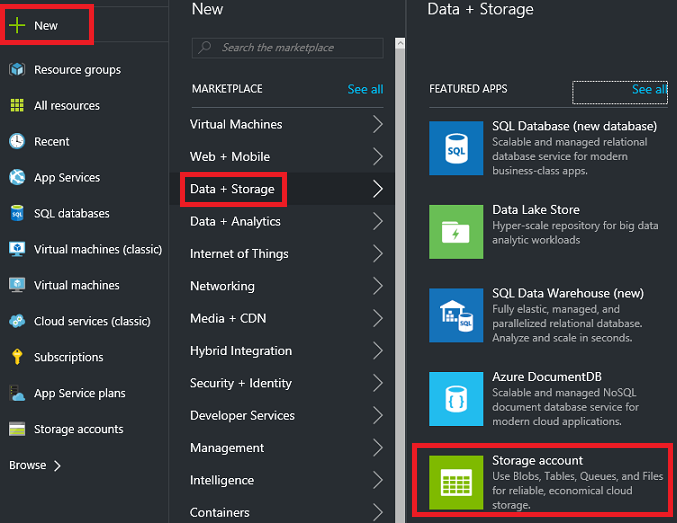 New
Resource groups
All resources
Recent
App Services
SQL databases
Virtual machines (classic)
Virtual machines
Cloud services (classic)
Subscriptions
App Service plans
Storage accounts
Browse
New
Search the marketplace
MARKETPLACE
See all
Virtual Machines
Web + Mobile
Data + Storage
Data + Analytics
Internet of Things
Networking
Media + CDN
Hybrid Integration
Security + Identity
Developer Services
Management
Intelligence
Containers
Data + Storage
FEATURED APPS
See all
SQL
SQL Database (new database)
Scalable and managed relational
database service for modern
business-class apps.
Data Lake Store
Hyper-scale repository for big data
analytic workloads
SQL
SQL Data Warehouse (new)
Fully elastic, managed, and
parallelized relational database.
Analyze and scale in seconds.
Azure DocumentDB
Scalable and managed NoSQL
document database service for
modern cloud applications.
Storage account
Use Blobs, Tables, Queues, and Files
for reliable, economical cloud
storage.